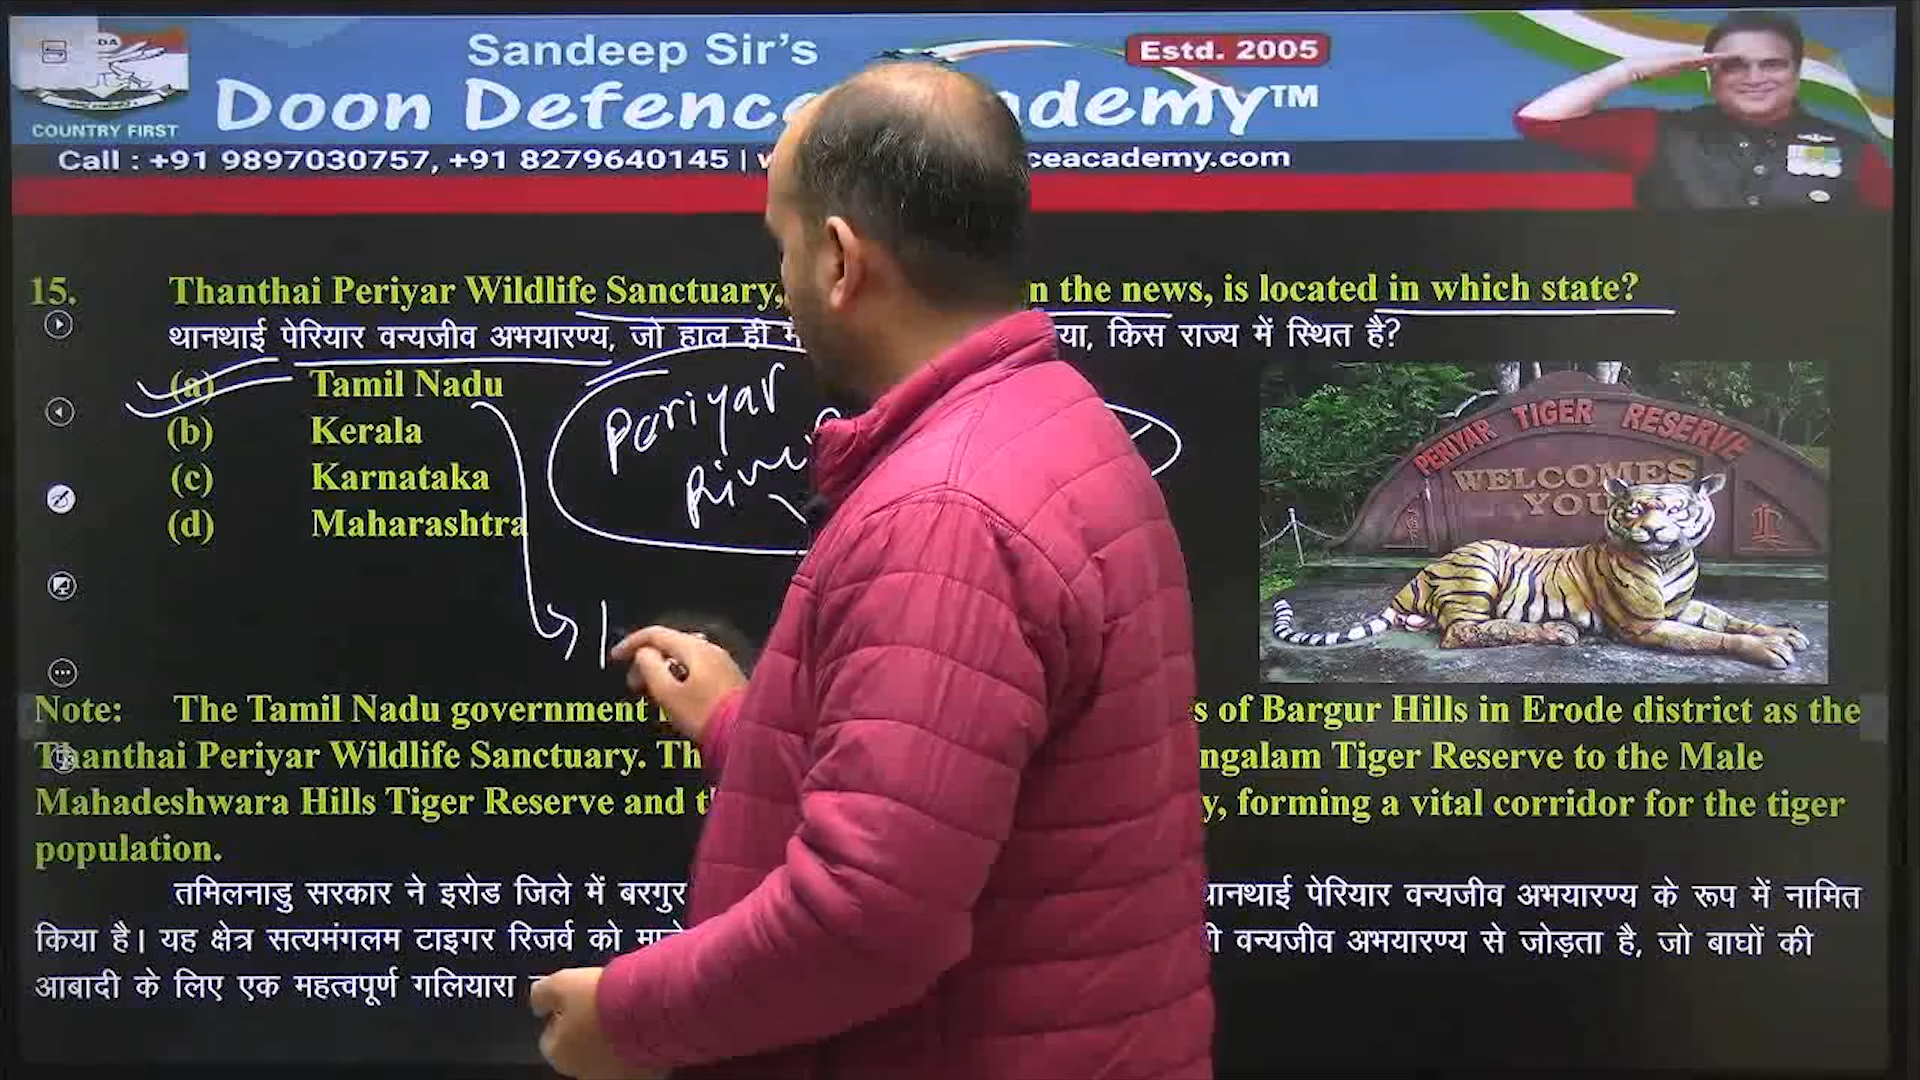 Sandeep Sir's
Estd. 2005
Doon Defence ademy™
COUNTRY FIRST
Call : +91 9897030757, +91 8279640145 | w ceacademy.com
15. Thanthai Periyar Wildlife Sanctuary, n the news, is located in which state?
थानथाई पेरियार वन्यजीव अभयारण्य, जो हाल ही में या, किस राज्य में स्थित है?
(a) Tamil Nadu
(b) Kerala
(c) Karnataka
(d) Maharashtra
Periyar
PERIYAR TIGER RESERVE
WELCOMES
YOU
Note: The Tamil Nadu government s of Bargur Hills in Erode district as the
Thanthai Periyar Wildlife Sanctuary. Th ngalam Tiger Reserve to the Male
Mahadeshwara Hills Tiger Reserve and t y, forming a vital corridor for the tiger
population.
तमिलनाडु सरकार ने इरोड जिले में बरगुर थानथाई पेरियार वन्यजीव अभयारण्य के रूप में नामित
किया है। यह क्षेत्र सत्यमंगलम टाइगर रिजर्व को वन्यजीव अभयारण्य से जोड़ता है, जो बाघों की
आबादी के लिए एक महत्वपूर्ण गलियारा